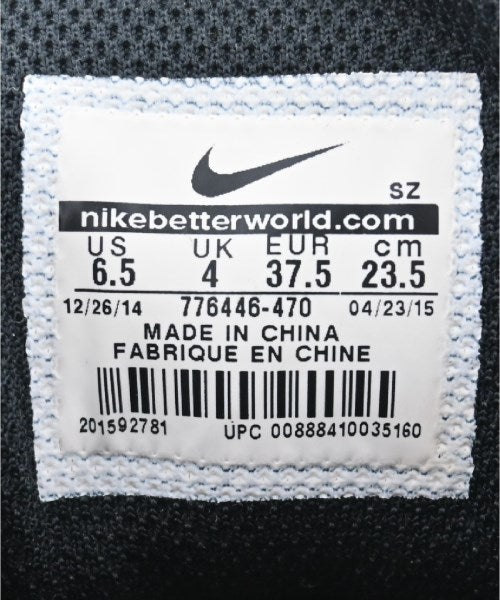 SZ
nikebetterworld.com
US UK EUR cm
6.5 4 37.5 23.5
12/26/14 776446-470 04/23/15
MADE IN CHINA
FABRIQUE EN CHINE
201592781 UPC 00888410035160